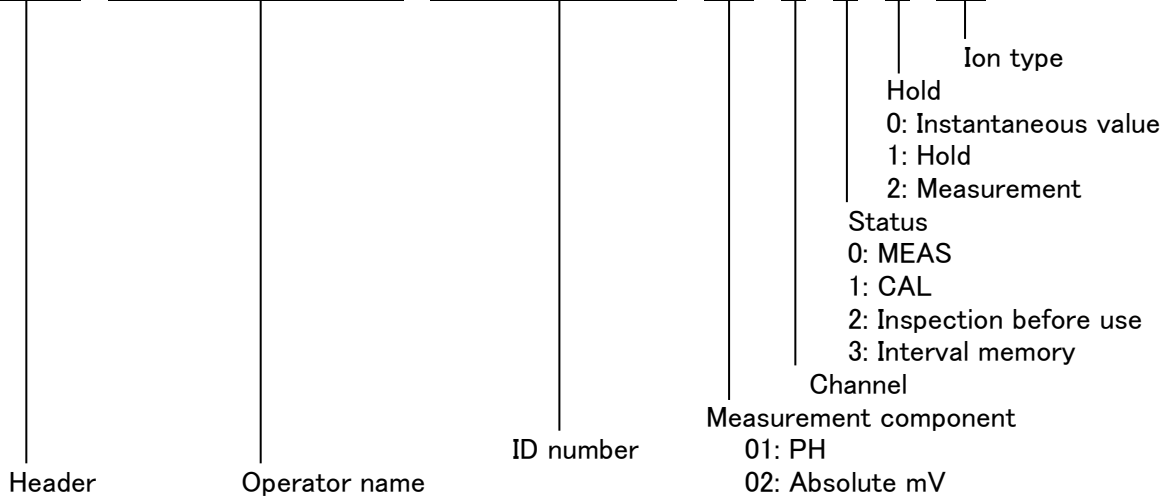 Ion type
Hold
0: Instantaneous value
1: Hold
2: Measurement
Status
0: MEAS
1: CAL
2: Inspection before use
3: Interval memory
Channel
Measurement component
01: PH
02: Absolute mV
ID number
Operator name
Header